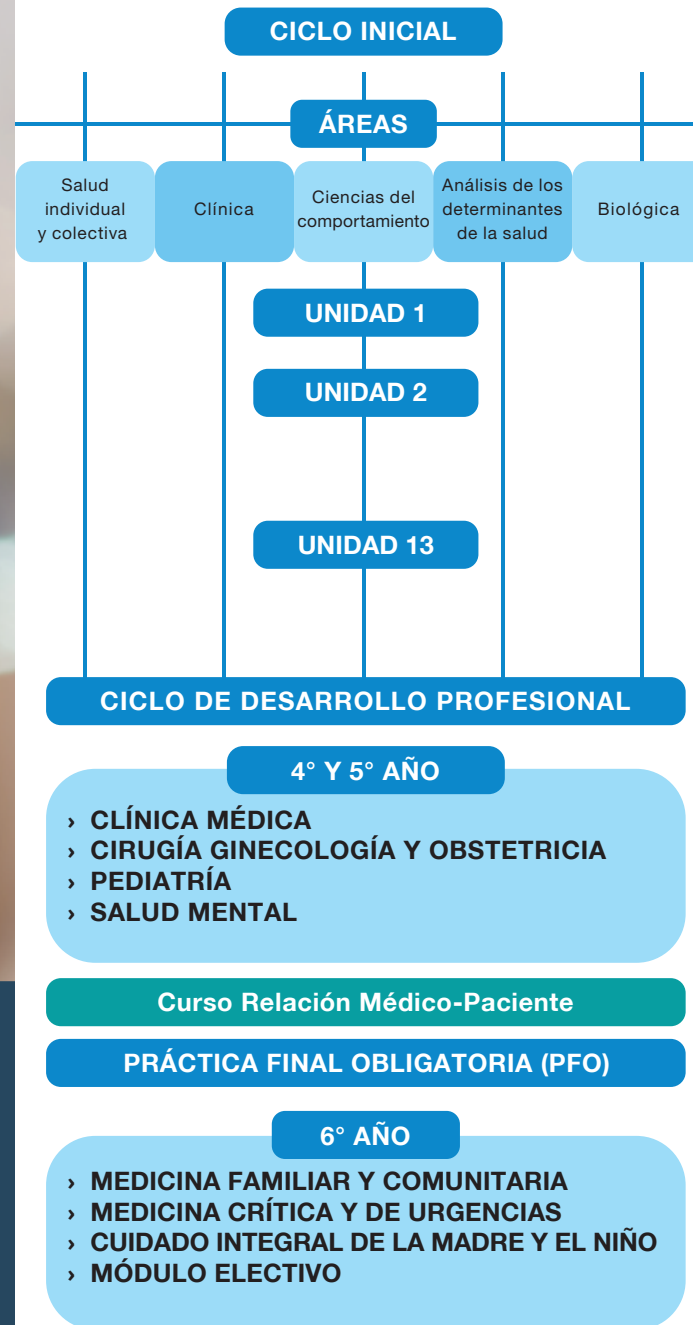 CICLO INICIAL
ÁREAS
Salud
individual
y colectiva
Clínica
Ciencias del
comportamiento
Análisis de los
determinantes
de la salud
Biológica
UNIDAD 1
UNIDAD 2
UNIDAD 13
CICLO DE DESARROLLO PROFESIONAL
4° Y 5° AÑO
› CLÍNICA MÉDICA
› CIRUGÍA GINECOLOGÍA Y OBSTETRICIA
› PEDIATRÍA
› SALUD MENTAL
Curso Relación Médico-Paciente
PRÁCTICA FINAL OBLIGATORIA (PFO)
6° AÑO
› MEDICINA FAMILIAR Y COMUNITARIA
› MEDICINA CRÍTICA Y DE URGENCIAS
› CUIDADO INTEGRAL DE LA MADRE Y EL NIÑO
› MÓDULO ELECTIVO